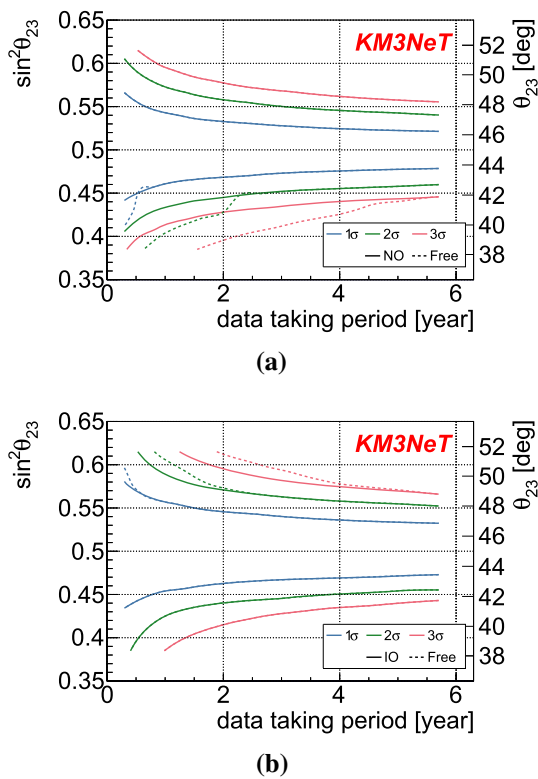 KM3NeT
sin²θ₂₃
0.65
0.6
0.55
0.5
0.45
0.4
0.35
52
50
48
46
44
42
40
38
θ₂₃ [deg]
1σ 2σ 3σ
NO Free
0 2 4 6
data taking period [year]
(a)
KM3NeT
sin²θ₂₃
0.65
0.6
0.55
0.5
0.45
0.4
0.35
52
50
48
46
44
42
40
38
θ₂₃ [deg]
1σ 2σ 3σ
IO Free
0 2 4 6
data taking period [year]
(b)